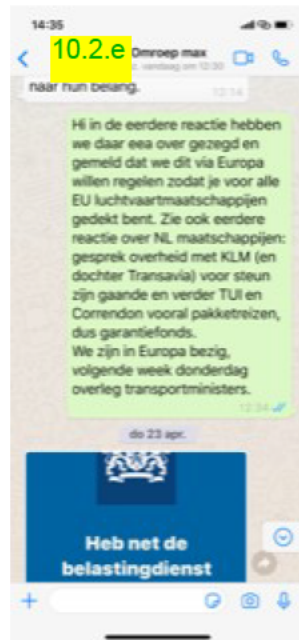 14:35
10.2.e Omroep max
vandaag om 12:30
naar hun belang.
12:14
Hi in de eerdere reactie hebben
we daar eea over gezegd en
gemeld dat we dit via Europa
willen regelen zodat je voor alle
EU luchtvaartmaatschappijen
gedekt bent. Zie ook eerdere
reactie over NL maatschappijen:
gesprek overheid met KLM (en
dochter Transavia) voor steun
zijn gaande en verder TUI en
Correndon vooral pakketreizen,
dus garantiefonds.
We zijn in Europa bezig,
volgende week donderdag
overleg transportministers.
12:34
do 23 apr.
Heb net de
belastingdienst